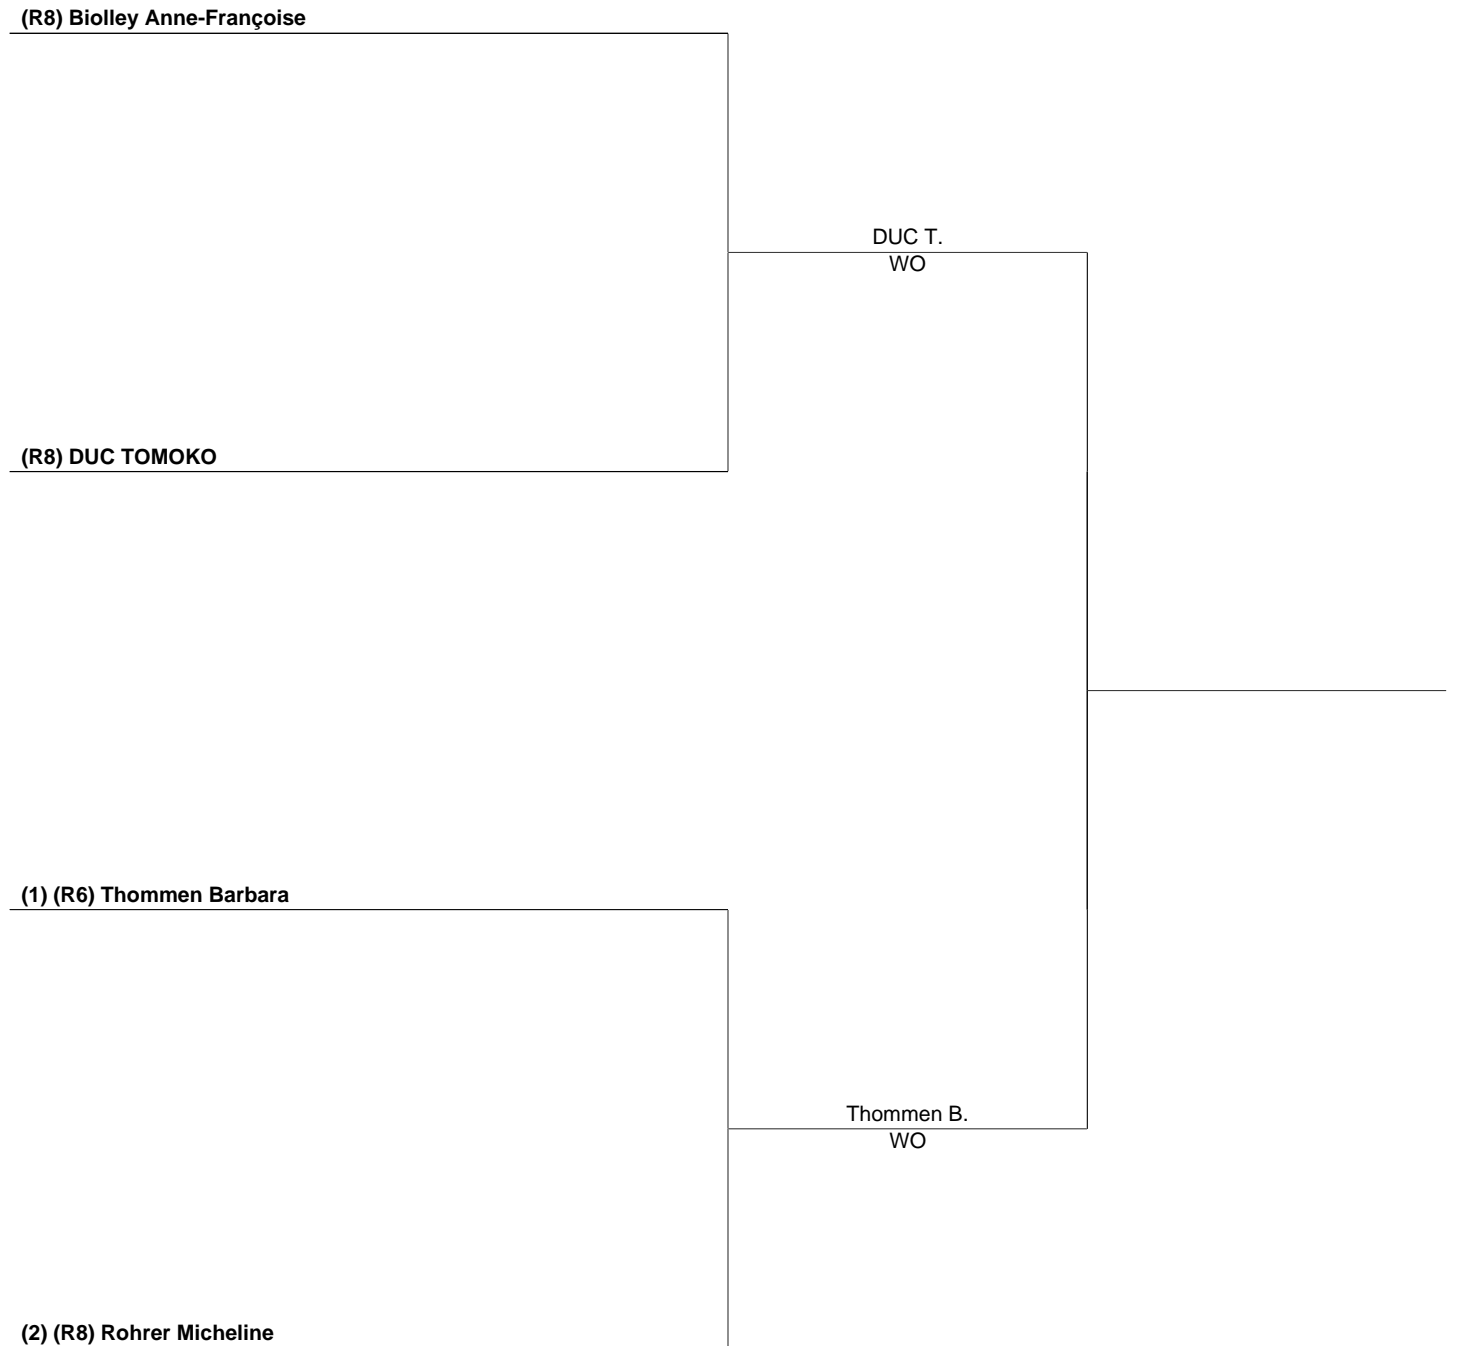 (R8) Biolley Anne-Françoise
DUC T.
WO
(R8) DUC TOMOKO
(1) (R6) Thommen Barbara
Thommen B.
WO
(2) (R8) Rohrer Micheline